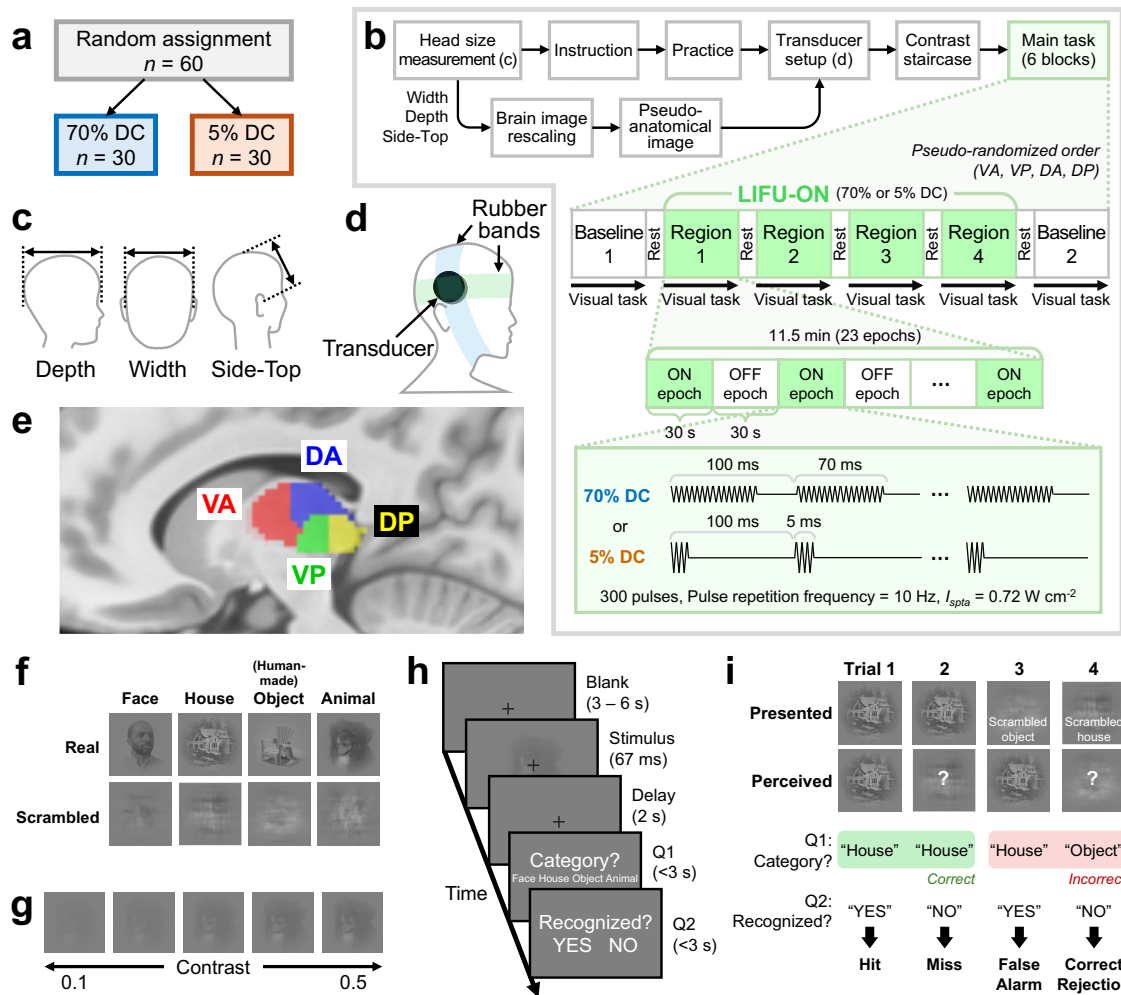 a
Random assignment
n = 60
70% DC
n = 30
5% DC
n = 30
b
Head size
measurement (c)
Instruction
Practice
Transducer
setup (d)
Contrast
staircase
Main task
(6 blocks)
Width
Depth
Side-Top
Brain image
rescaling
Pseudo-
anatomical
image
Pseudo-randomized order
(VA, VP, DA, DP)
LIFU-ON (70% or 5% DC)
Baseline
1
Rest
Region
1
Rest
Region
2
Rest
Region
3
Rest
Region
4
Rest
Baseline
2
Visual task
Visual task
Visual task
Visual task
Visual task
Visual task
11.5 min (23 epochs)
ON
epoch
OFF
epoch
ON
epoch
OFF
epoch
...
ON
epoch
30 s
30 s
100 ms
70 ms
70% DC
...
or
100 ms
5 ms
5% DC
...
300 pulses, Pulse repetition frequency = 10 Hz, Ispta = 0.72 W cm-2
c
Depth
Width
Side-Top
d
Rubber
bands
Transducer
e
DA
VA
DP
VP
f
Face
House
(Human-
made)
Object
Animal
Real
Scrambled
g
Contrast
0.1
0.5
h
Blank
(3 – 6 s)
Stimulus
(67 ms)
Delay
(2 s)
Category?
Face House Object Animal
Q1
(<3 s)
Recognized?
YES NO
Q2
(<3 s)
Time
i
Trial 1
2
3
4
Presented
Scrambled
object
Scrambled
house
Perceived
?
?
Q1:
Category?
“House”
“House”
“House”
“Object”
Correct
Incorrec
Q2:
Recognized?
“YES”
“NO”
“YES”
“NO”
Hit
Miss
False
Alarm
Correct
Rejectio